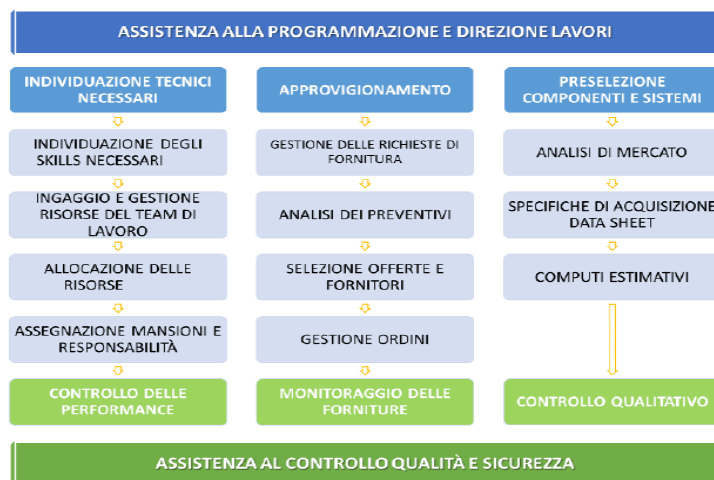 ASSISTENZA ALLA PROGRAMMAZIONE E DIREZIONE LAVORI
INDIVIDUAZIONE TECNICI
NECESSARI
INDIVIDUAZIONE DEGLI
SKILLS NECESSARI
INGAGGIO E GESTIONE
RISORSE DEL TEAM DI
LAVORO
ALLOCAZIONE DELLE
RISORSE
ASSEGNAZIONE MANSIONI E
RESPONSABILITÀ
CONTROLLO DELLE
PERFORMANCE
APPROVIGIONAMENTO
GESTIONE DELLE RICHIESTE DI
FORNITURA
ANALISI DEI PREVENTIVI
SELEZIONE OFFERTE E
FORNITORI
GESTIONE ORDINI
MONITORAGGIO DELLE
FORNITURE
PRESELEZIONE
COMPONENTI E SISTEMI
ANALISI DI MERCATO
SPECIFICHE DI ACQUISIZIONE
DATA SHEET
COMPUTI ESTIMATIVI
CONTROLLO QUALITATIVO
ASSISTENZA AL CONTROLLO QUALITÀ E SICUREZZA